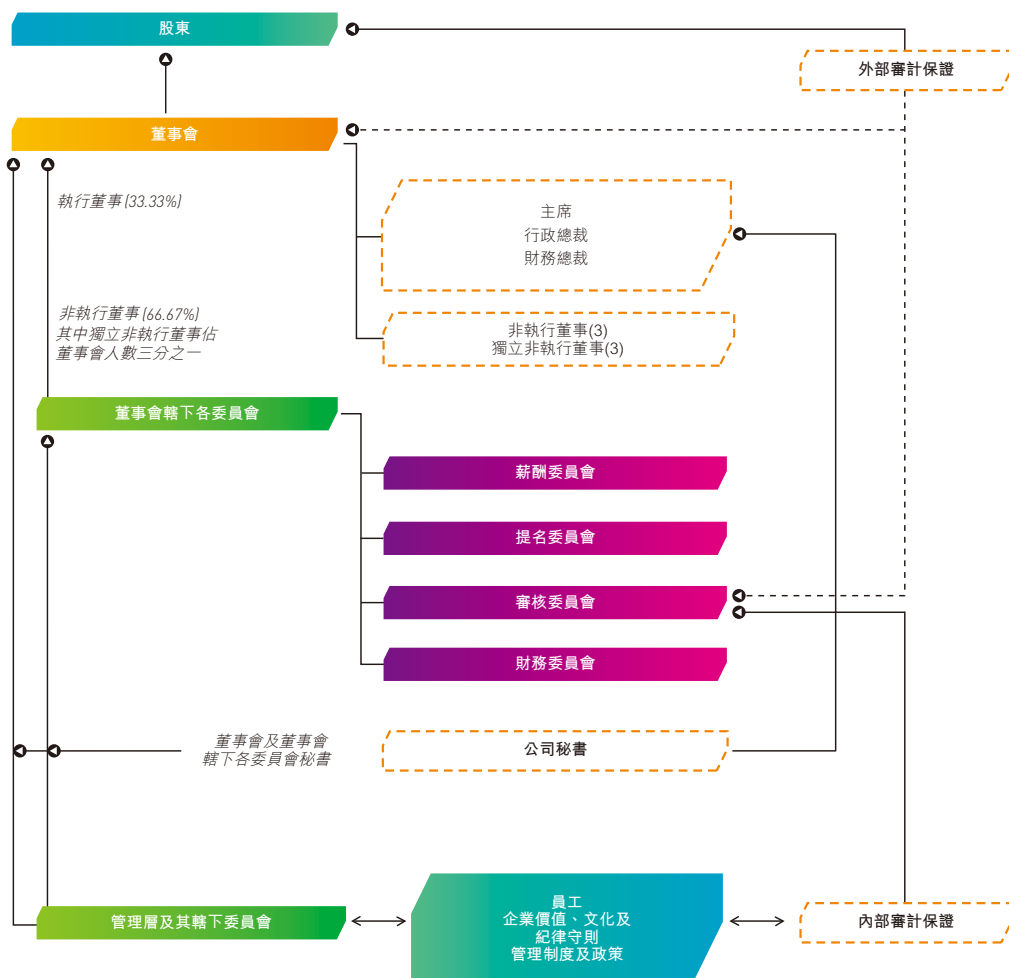 股東
外部審計保證
董事會
執行董事(33.33%)
主席
行政總裁
財務總裁
非執行董事(66.67%)
其中獨立非執行董事佔
董事會人數三分之一
非執行董事(3)
獨立非執行董事(3)
董事會轄下各委員會
薪酬委員會
提名委員會
審核委員會
財務委員會
董事會及董事會
轄下各委員會秘書
公司秘書
管理層及其轄下委員會
員工
企業價值、文化及
紀律守則
管理制度及政策
內部審計保證